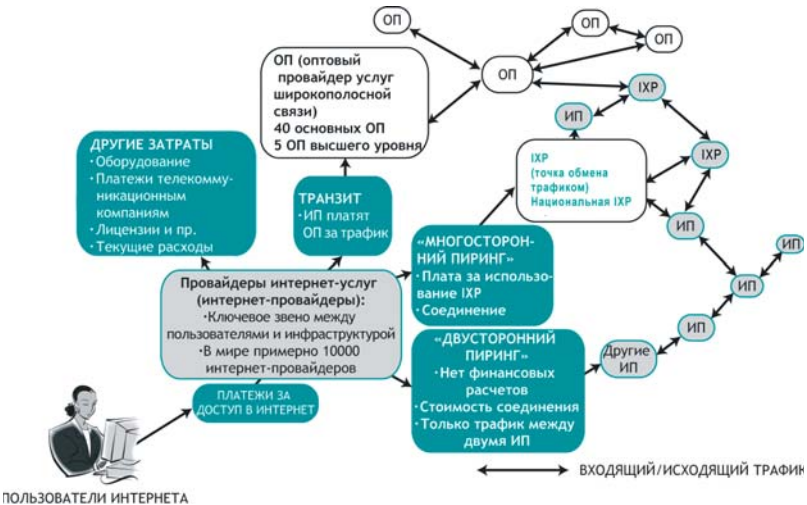 ОП
ОП
ОП
ОП
ОП (оптовый
провайдер услуг
широкополосной
связи)
40 основных ОП
5 ОП высшего уровня
IXP
ИП
IXP
IXP
(точка обмена
трафиком)
Национальная IXP
ИП
ИП
ИП
ИП
Другие
ИП
ДРУГИЕ ЗАТРАТЫ
·Оборудование
·Платежи телекомму-
никационным
компаниям
·Лицензии и пр.
·Текущие расходы
ТРАНЗИТ
·ИП платят
ОП за трафик
«МНОГОСТОРОН-
НИЙ ПИРИНГ»
·Плата за использо-
вание IXP
·Соединение
Провайдеры интернет-услуг
(интернет-провайдеры):
·Ключевое звено между
пользователями и инфраструктурой
·В мире примерно 10000
интернет-провайдеров
«ДВУСТОРОННИЙ
ПИРИНГ»
·Нет финансовых
расчетов
·Стоимость соединения
·Только трафик между
двумя ИП
ПЛАТЕЖИ ЗА
ДОСТУП В ИНТЕРНЕТ
ВХОДЯЩИЙ/ИСХОДЯЩИЙ ТРАФИК
ПОЛЬЗОВАТЕЛИ ИНТЕРНЕТА